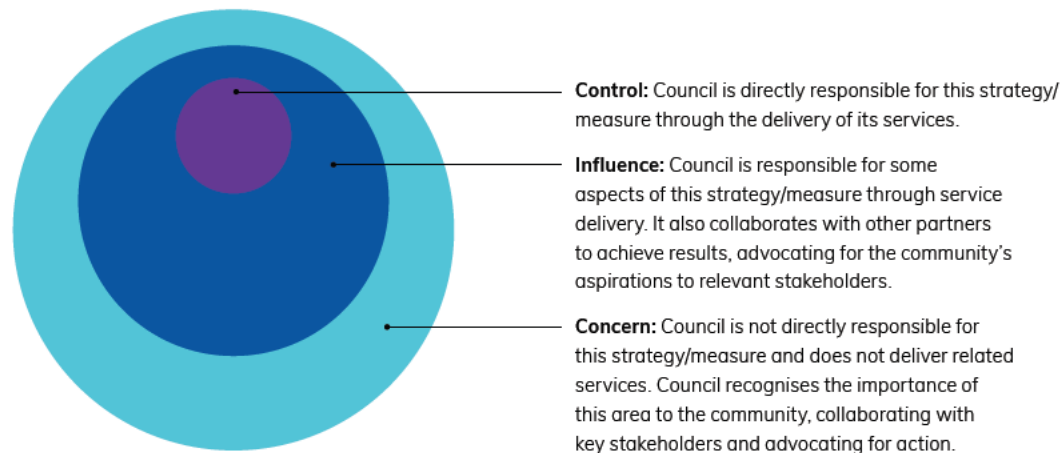 Control: Council is directly responsible for this strategy/
measure through the delivery of its services.
Influence: Council is responsible for some
aspects of this strategy/measure through service
delivery. It also collaborates with other partners
to achieve results, advocating for the community's
aspirations to relevant stakeholders.
Concern: Council is not directly responsible for
this strategy/measure and does not deliver related
services. Council recognises the importance of
this area to the community, collaborating with
key stakeholders and advocating for action.